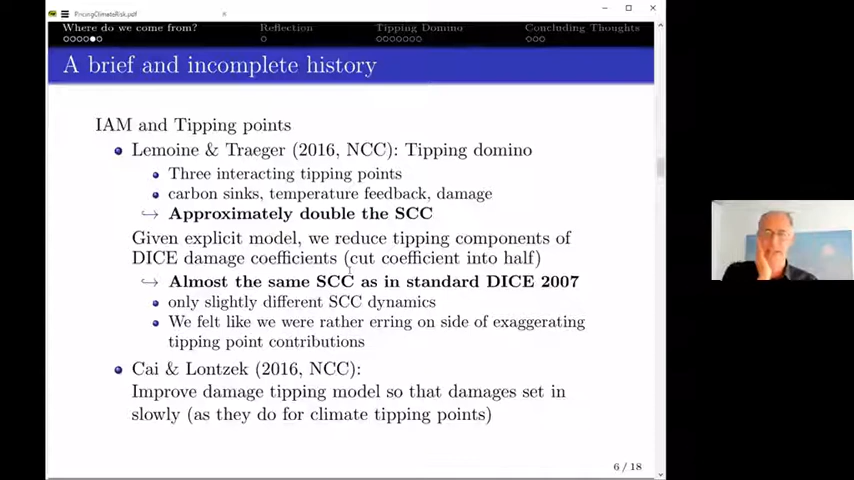 PricingClimateRisk.pdf
Where do we come from? Reflection Tipping Domino Concluding Thoughts
A brief and incomplete history
IAM and Tipping points
Lemoine & Traeger (2016, NCC): Tipping domino
Three interacting tipping points
carbon sinks, temperature feedback, damage
↪ Approximately double the SCC
Given explicit model, we reduce tipping components of
DICE damage coefficients (cut coefficient into half)
↪ Almost the same SCC as in standard DICE 2007
only slightly different SCC dynamics
We felt like we were rather erring on side of exaggerating
tipping point contributions
Cai & Lontzek (2016, NCC):
Improve damage tipping model so that damages set in
slowly (as they do for climate tipping points)
6 / 18